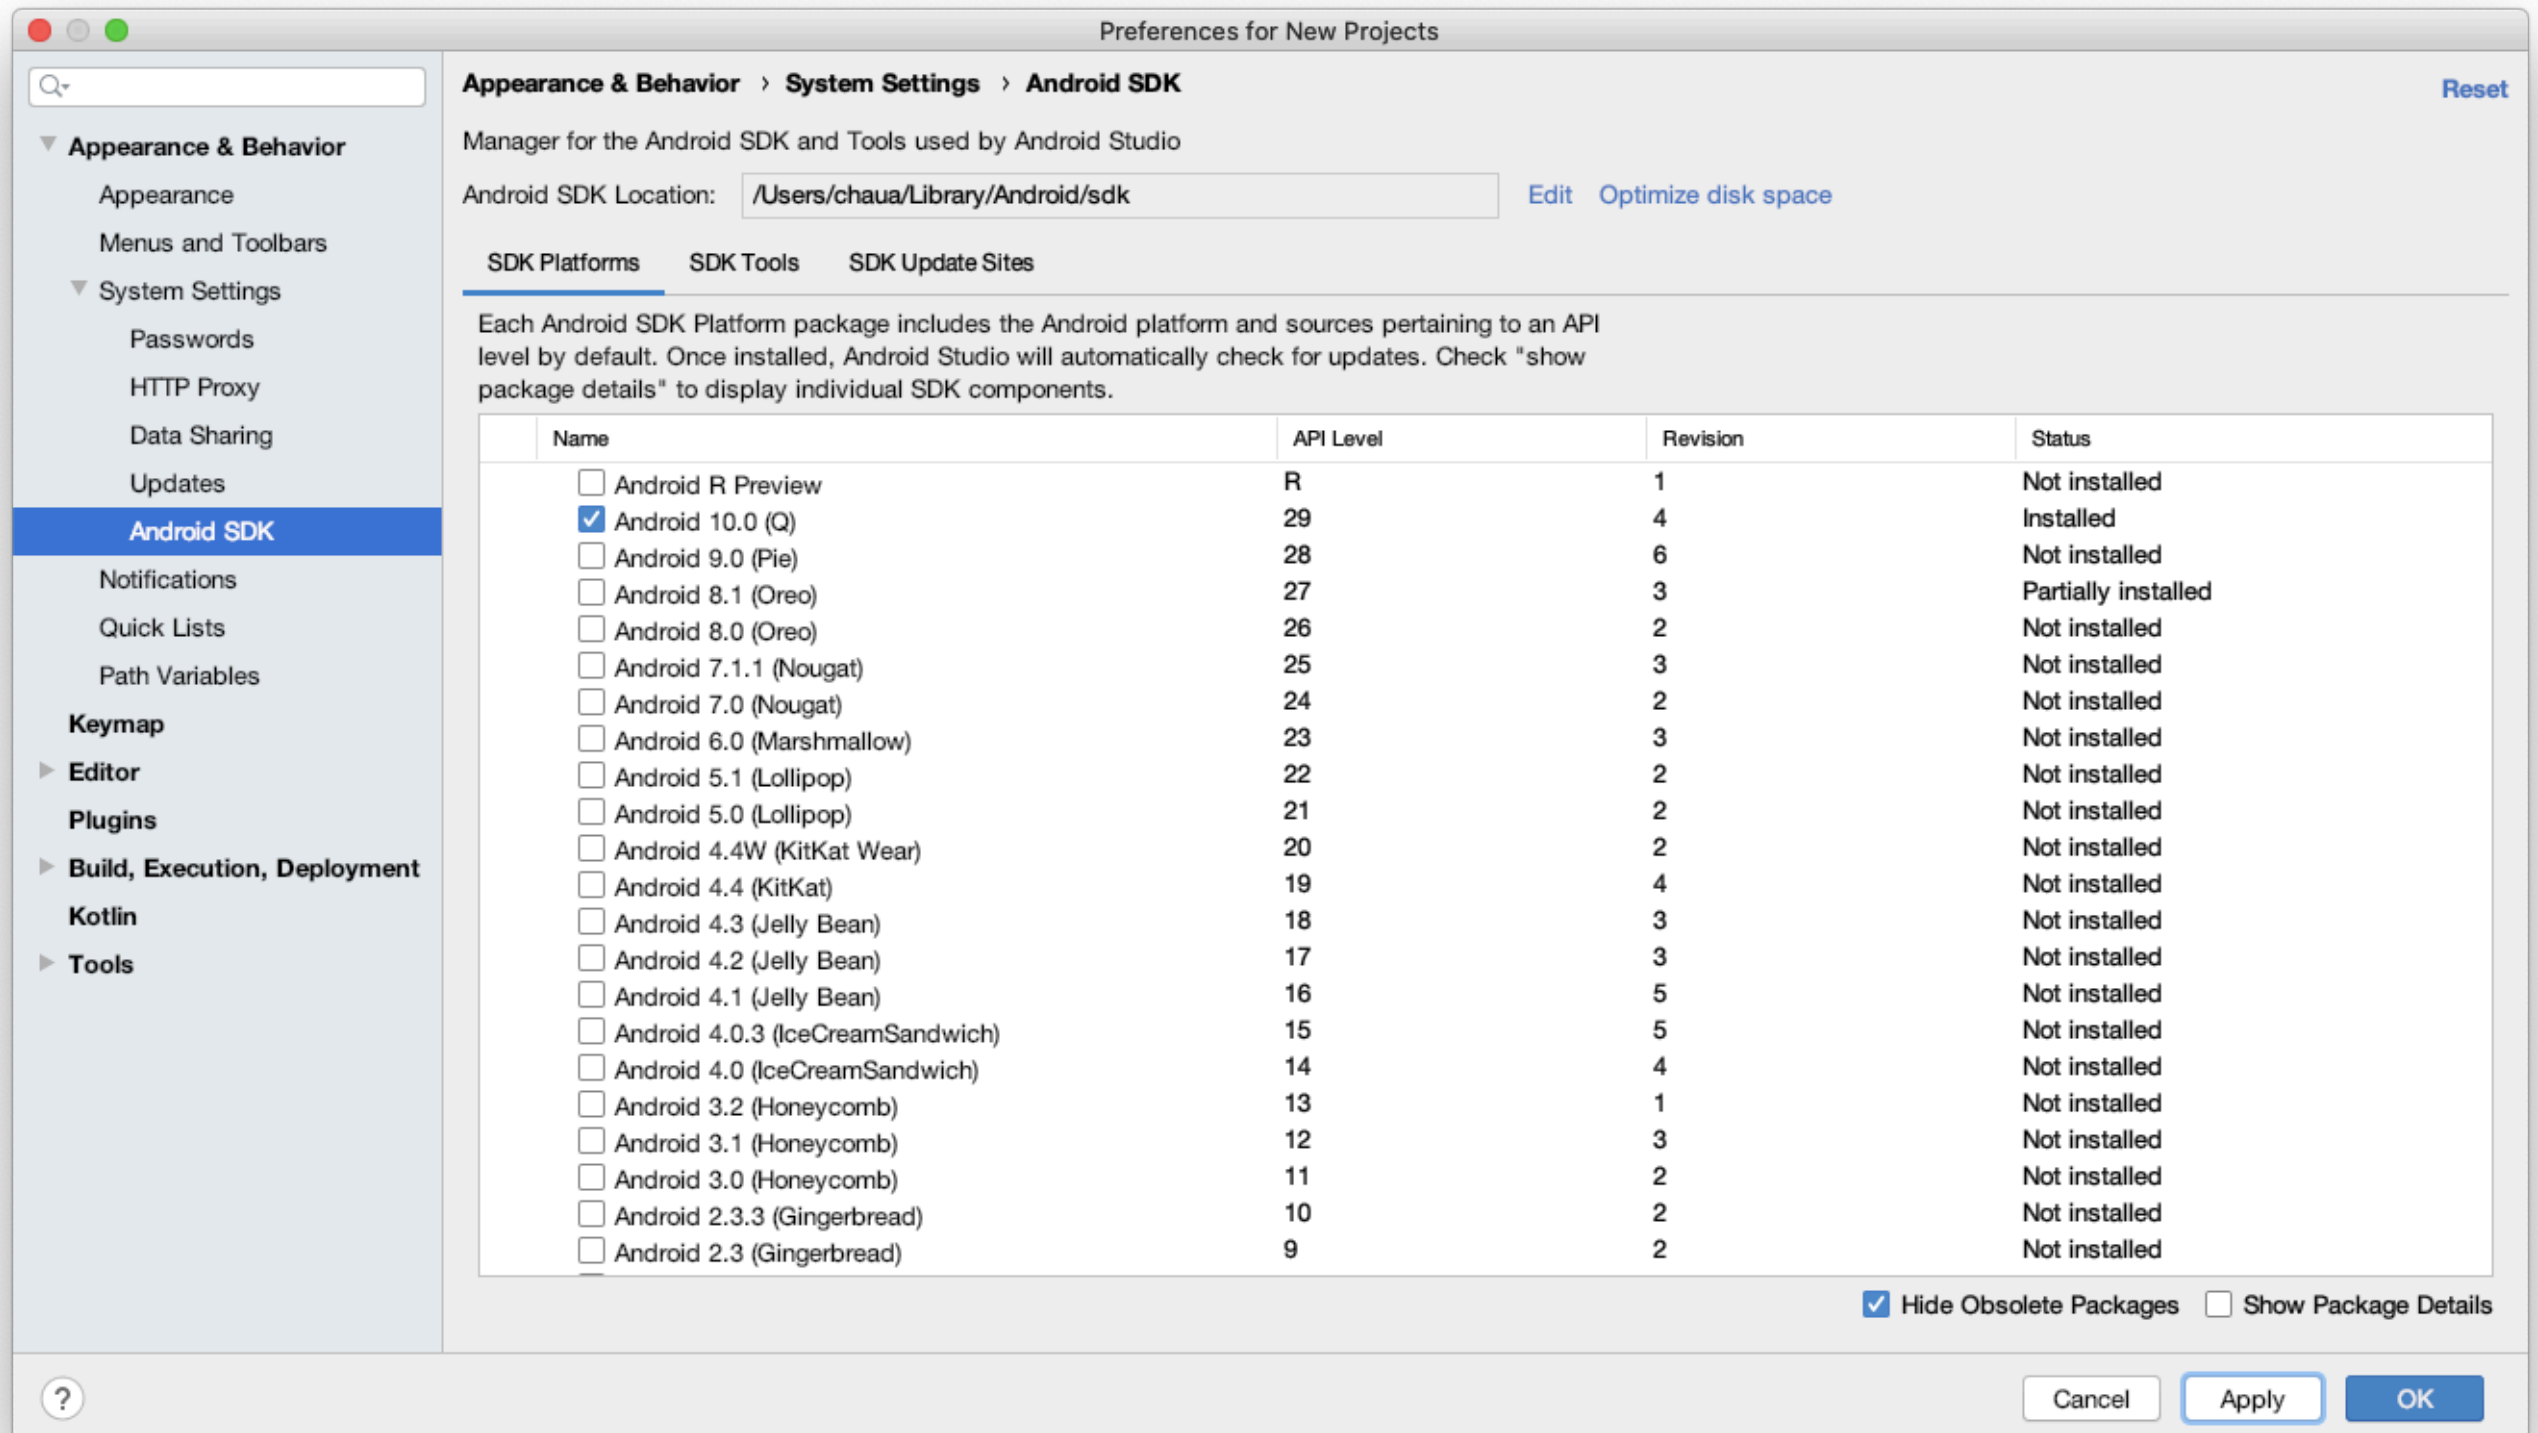 Preferences for New Projects
Appearance & Behavior › System Settings › Android SDK
Reset
Appearance & Behavior
Appearance
Menus and Toolbars
System Settings
Passwords
HTTP Proxy
Data Sharing
Updates
Android SDK
Notifications
Quick Lists
Path Variables
Keymap
Editor
Plugins
Build, Execution, Deployment
Kotlin
Tools
Manager for the Android SDK and Tools used by Android Studio
Android SDK Location: /Users/chaua/Library/Android/sdk Edit Optimize disk space
SDK Platforms SDK Tools SDK Update Sites
Each Android SDK Platform package includes the Android platform and sources pertaining to an API
level by default. Once installed, Android Studio will automatically check for updates. Check "show
package details" to display individual SDK components.
Name API Level Revision Status
Android R Preview R 1 Not installed
Android 10.0 (Q) 29 4 Installed
Android 9.0 (Pie) 28 6 Not installed
Android 8.1 (Oreo) 27 3 Partially installed
Android 8.0 (Oreo) 26 2 Not installed
Android 7.1.1 (Nougat) 25 3 Not installed
Android 7.0 (Nougat) 24 2 Not installed
Android 6.0 (Marshmallow) 23 3 Not installed
Android 5.1 (Lollipop) 22 2 Not installed
Android 5.0 (Lollipop) 21 2 Not installed
Android 4.4W (KitKat Wear) 20 2 Not installed
Android 4.4 (KitKat) 19 4 Not installed
Android 4.3 (Jelly Bean) 18 3 Not installed
Android 4.2 (Jelly Bean) 17 3 Not installed
Android 4.1 (Jelly Bean) 16 5 Not installed
Android 4.0.3 (IceCreamSandwich) 15 5 Not installed
Android 4.0 (IceCreamSandwich) 14 4 Not installed
Android 3.2 (Honeycomb) 13 1 Not installed
Android 3.1 (Honeycomb) 12 3 Not installed
Android 3.0 (Honeycomb) 11 2 Not installed
Android 2.3.3 (Gingerbread) 10 2 Not installed
Android 2.3 (Gingerbread) 9 2 Not installed
Hide Obsolete Packages Show Package Details
? Cancel Apply OK